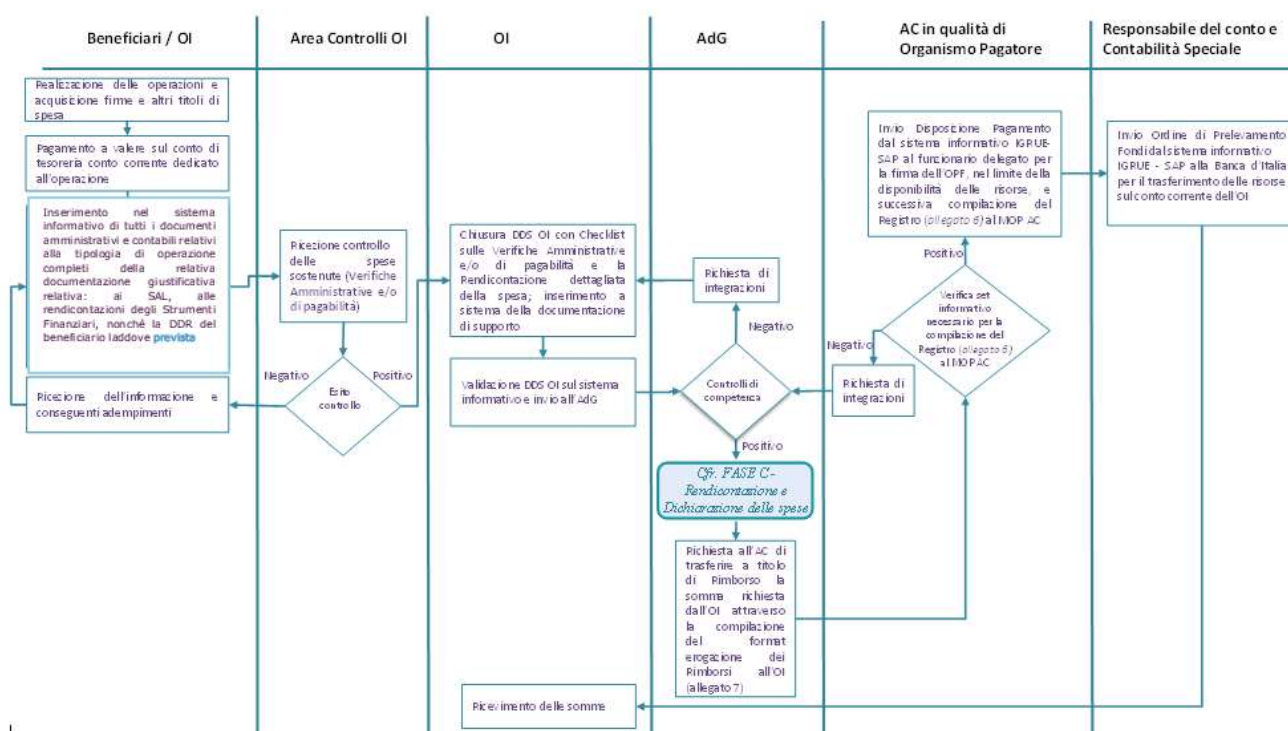 Beneficiari / OI
Area Controlli OI
OI
AdG
AC in qualità di
Organismo Pagatore
Responsabile del conto e
Contabilità Speciale
Realizzazione delle operazioni e
acquisizione firme e altri titoli di
spesa
Pagamento a valere sul conto di
tesoreria conto corrente dedicato
all'operazione
Inserimento nel sistema
informativo di tutti i documenti
amministrativi e contabili relativi
alla tipologia di operazione
completi della relativa
documentazione giustificativa
relativa: ai SAL, alle
rendicontazioni degli Strumenti
Finanziari, nonché la DDR del
beneficiario laddove prevista
Ricezione dell'informazione e
conseguenti adempimenti
Ricezione controllo
delle spese
sostenute (Verifiche
Amministrative e/o
di pagabilità)
Negativo
Positivo
Esito
controllo
Chiusura DDS OI con Checklist
sulle Verifiche Amministrative
e/o di pagabilità e la
Rendicontazione dettagliata
della spesa; inserimento a
sistema della documentazione
di supporto
Validazione DDS OI sul sistema
informativo e invio all'AdG
Richiesta di
integrazioni
Negativo
Controlli di
competenza
Positivo
Cfr. FASE C-
Rendicontazione e
Dichiarazione delle spese
Richiesta all'AC di
trasferire a titolo
di Rimborso la
somma richiesta
dall'OI attraverso
la compilazione
del format
erogazione dei
Rimborsi all'OI
(allegato 7)
Invio Disposizione Pagamento
dal sistema informativo IGRUE-
SAP al funzionario delegato per
la firma dell'OPF, nel limite della
disponibilità delle risorse, e
successiva compilazione del
Registro (allegato 6) al MOP AC
Positivo
Verifica set
informativo
necessario per la
compilazione del
Registro (allegato 6)
al MOP AC
Negativo
Richiesta di
integrazioni
Invio Ordine di Prelevamento
Fondi dal sistema informativo
IGRUE - SAP alla Banca d'Italia
per il trasferimento delle risorse
sul conto corrente dell'OI
Ricevimento delle somme